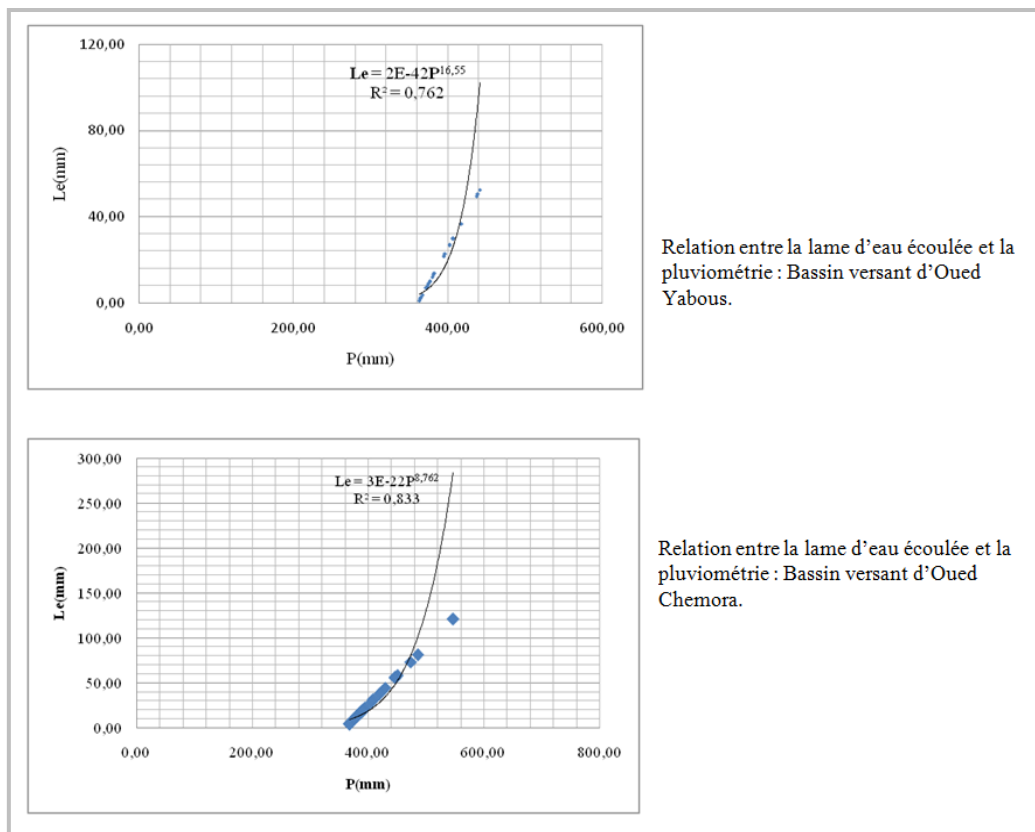 120,00
Le = 2E-42P^16,55
R² = 0,762
80,00
Le(mm)
40,00
0,00
0,00
200,00
400,00
600,00
P(mm)
Relation entre la lame d'eau écoulée et la
pluviométrie : Bassin versant d'Oued
Yabous.
300,00
Le = 3E-22P^8,762
R² = 0,833
250,00
200,00
Le(mm)
150,00
100,00
50,00
0,00
0,00
200,00
400,00
600,00
800,00
P(mm)
Relation entre la lame d'eau écoulée et la
pluviométrie : Bassin versant d'Oued
Chemora.